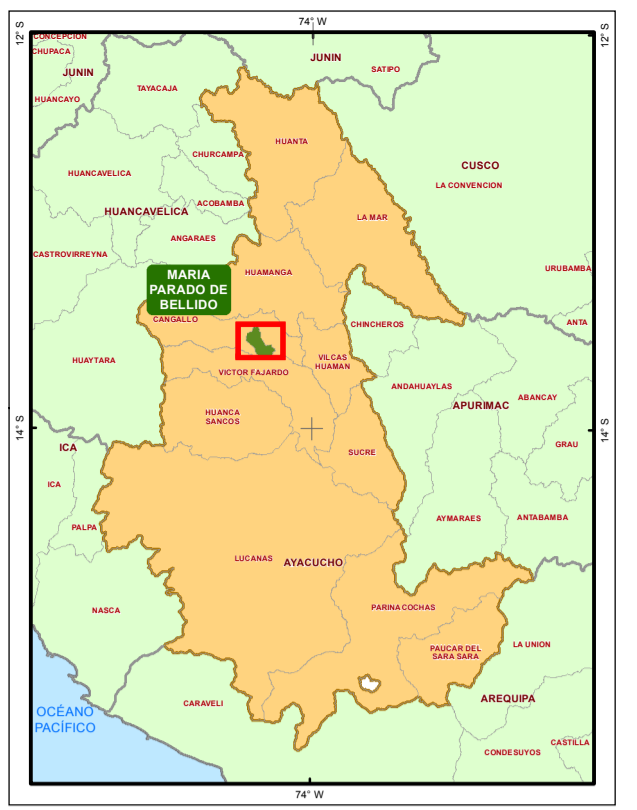 74° W
12° S
12° S
CONCEPCION
CHUPACA
JUNIN
JUNIN
SATIPO
TAYACAJA
HUANCAYO
HUANTA
CHURCAMPA
CUSCO
HUANCAVELICA
LA CONVENCION
ACOBAMBA
HUANCAVELICA
LA MAR
ANGARAES
CASTROVIRREYNA
MARIA
PARADO DE
BELLIDO
HUAMANGA
URUBAMBA
CANGALLO
CHINCHEROS
ANTA
HUAYTARA
VILCAS
HUAMAN
VICTOR FAJARDO
ANDAHUAYLAS
ABANCAY
APURIMAC
HUANCA
SANCOS
14° S
14° S
GRAU
ICA
SUCRE
ICA
PALPA
AYMARAES
ANTABAMBA
LUCANAS
AYACUCHO
NASCA
PARINACOCHAS
PAUCAR DEL
SARA SARA
LA UNION
CARAVELI
AREQUIPA
OCÉANO
PACÍFICO
CASTILLA
CONDESUYOS
74° W